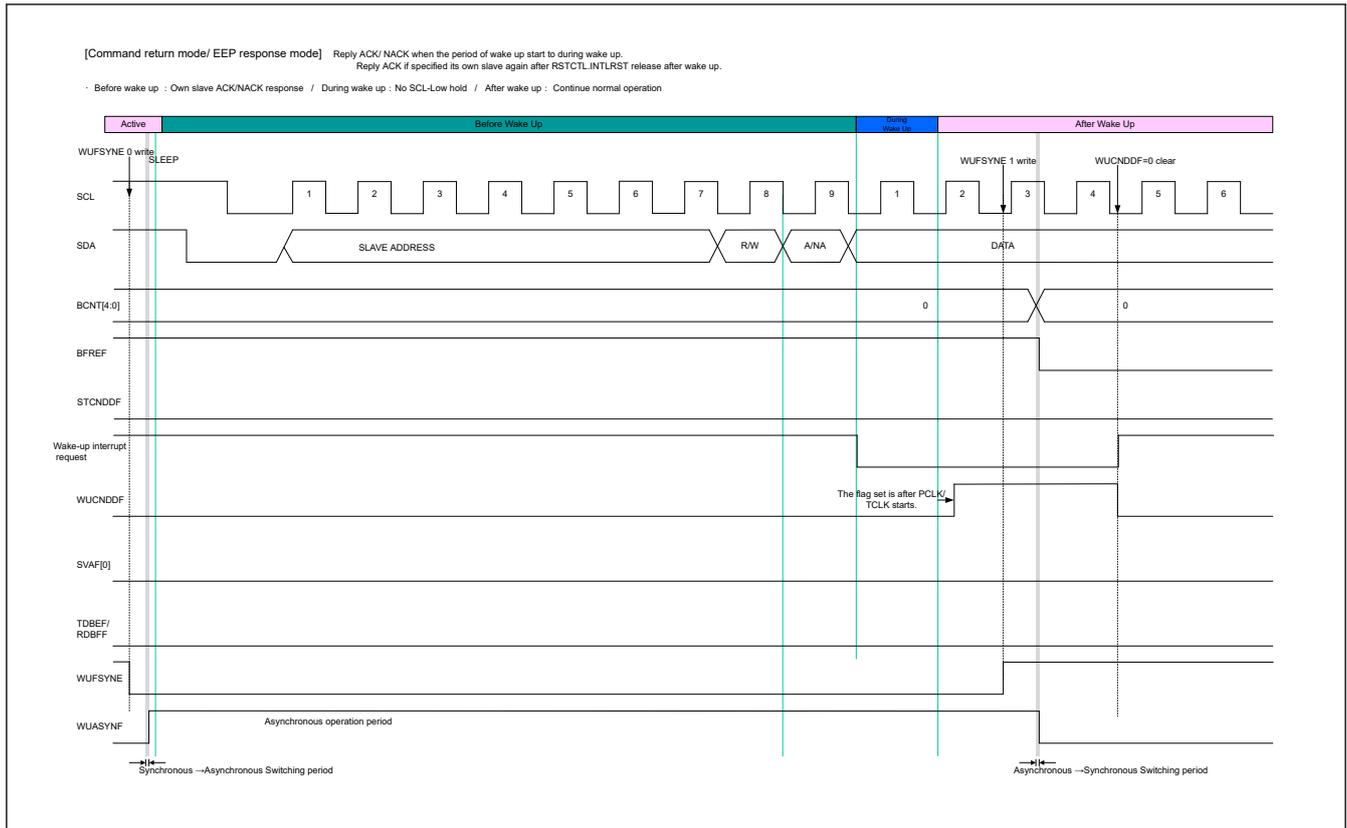 [Command return mode/ EEP response mode] Reply ACK/ NACK when the period of wake up start to during wake up.
Reply ACK if specified its own slave again after RSTCTL.INTLRST release after wake up.
· Before wake up : Own slave ACK/NACK response / During wake up : No SCL-Low hold / After wake up : Continue normal operation
Active
Before Wake Up
During
Wake Up
After Wake Up
WUFSYNE 0 write
SLEEP
WUFSYNE 1 write
WUCNDDF=0 clear
SCL
1 2 3 4 5 6 7 8 9 1 2 3 4 5 6
SDA
SLAVE ADDRESS
R/W
A/NA
DATA
BCNT[4:0]
0
0
BFREF
STCNDDF
Wake-up interrupt
request
WUCNDDF
The flag set is after PCLK/
TCLK starts.
SVAF[0]
TDBEF/
RDBFF
WUFSYNE
WUASYNF
Asynchronous operation period
Synchronous →Asynchronous Switching period
Asynchronous →Synchronous Switching period